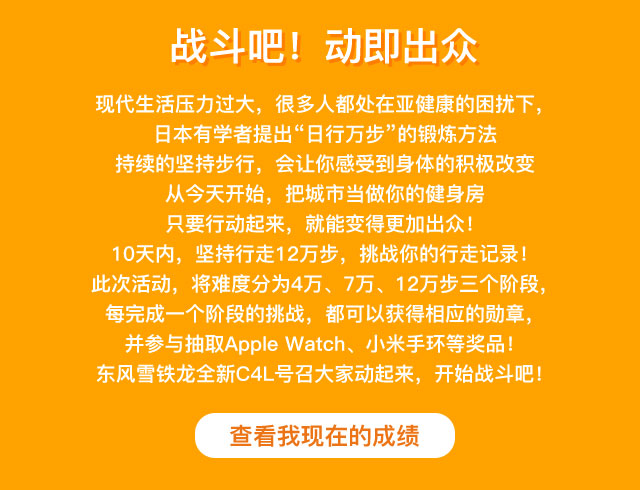 战斗吧！动即出众
现代生活压力过大，很多人都处在亚健康的困扰下，
日本有学者提出“日行万步”的锻炼方法
持续的坚持步行，会让你感受到身体的积极改变
从今天开始，把城市当做你的健身房
只要行动起来，就能变得更加出众！
10天内，坚持行走12万步，挑战你的行走记录！
此次活动，将难度分为4万、7万、12万步三个阶段，
每完成一个阶段的挑战，都可以获得相应的勋章，
并参与抽取Apple Watch、小米手环等奖品！
东风雪铁龙全新C4L号召大家动起来，开始战斗吧！
查看我现在的成绩